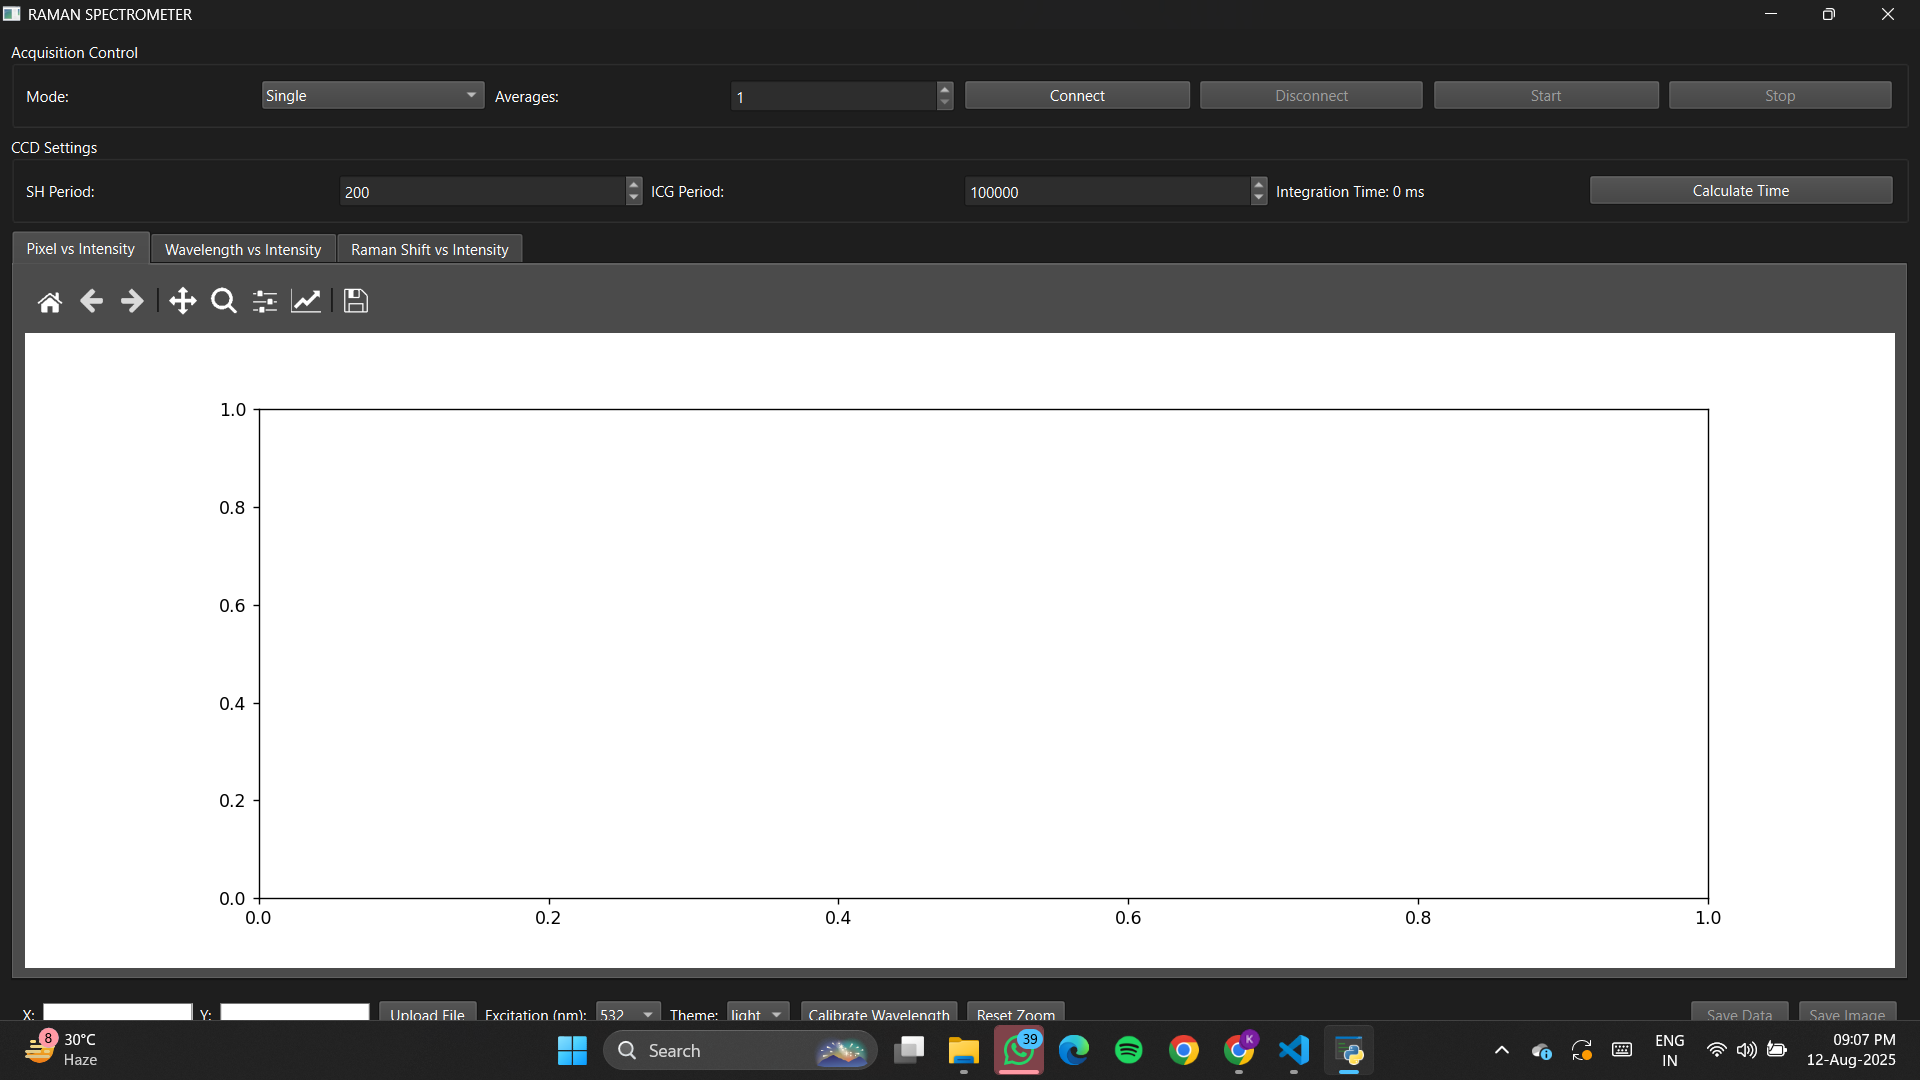 RAMAN SPECTROMETER
Acquisition Control
Mode: Single Averages: 1 Connect Disconnect Start Stop
CCD Settings
SH Period: 200 ICG Period: 100000 Integration Time: 0 ms Calculate Time
Pixel vs Intensity Wavelength vs Intensity Raman Shift vs Intensity
1.0
0.8
0.6
0.4
0.2
0.0
0.0 0.2 0.4 0.6 0.8 1.0
X: Y: Upload File Excitation (nm): 532 Theme: light Calibrate Wavelength Reset Zoom Save Data Save Image
8 30°C
Haze
Search
39
K
ENG
IN
09:07 PM
12-Aug-2025